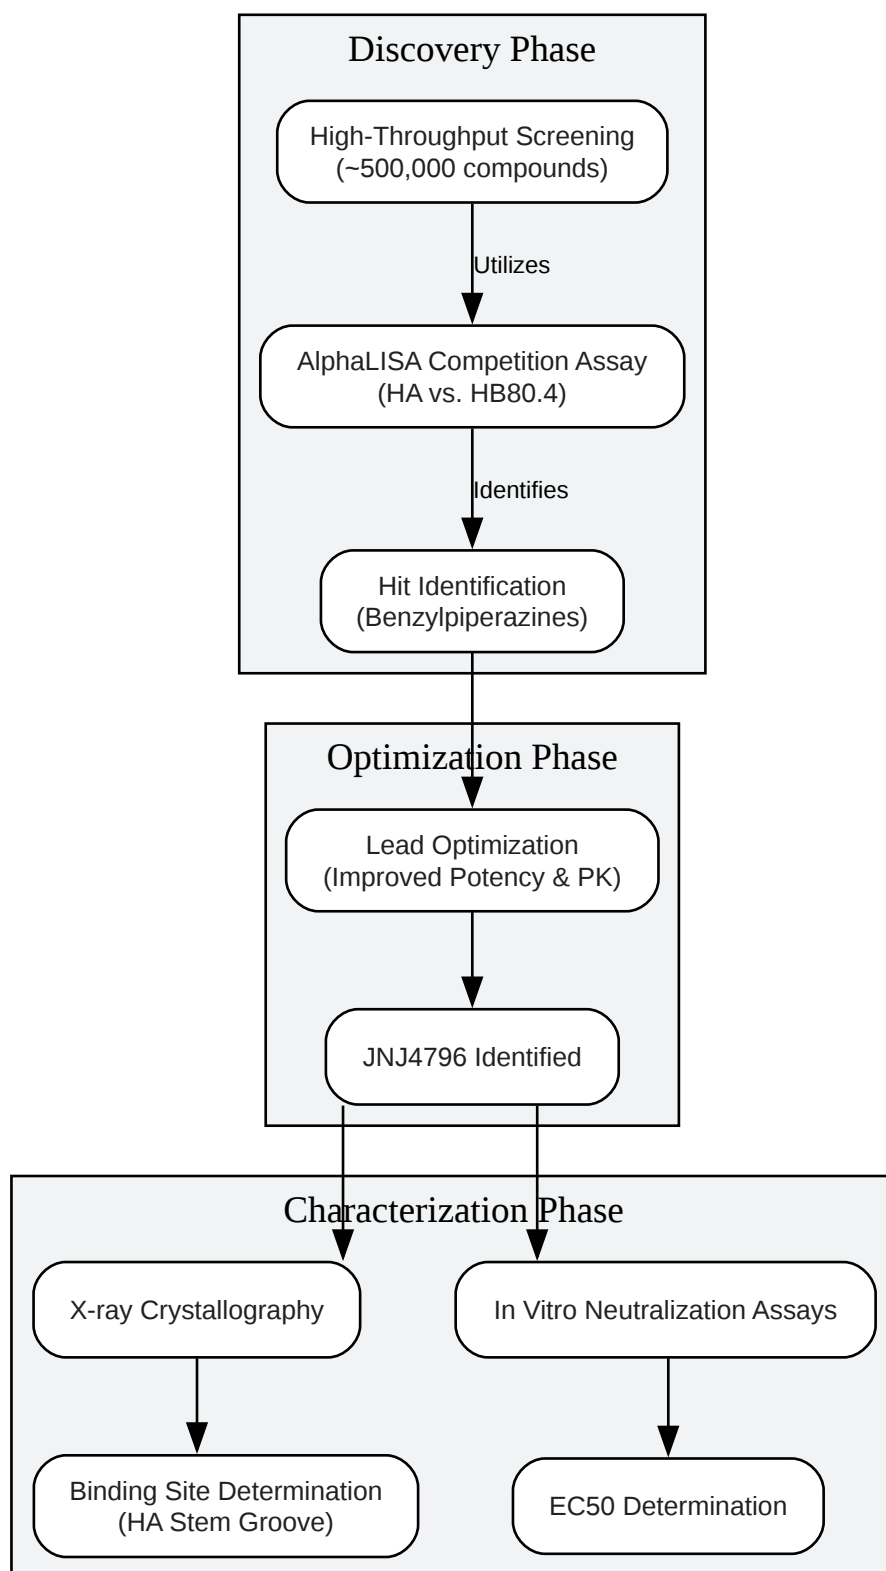 Discovery Phase
High-Throughput Screening
(~500,000 compounds)
Utilizes
AlphaLISA Competition Assay
(HA vs. HB80.4)
Identifies
Hit Identification
(Benzylpiperazines)
Optimization Phase
Lead Optimization
(Improved Potency & PK)
JNJ4796 Identified
Characterization Phase
X-ray Crystallography
In Vitro Neutralization Assays
Binding Site Determination
(HA Stem Groove)
EC50 Determination